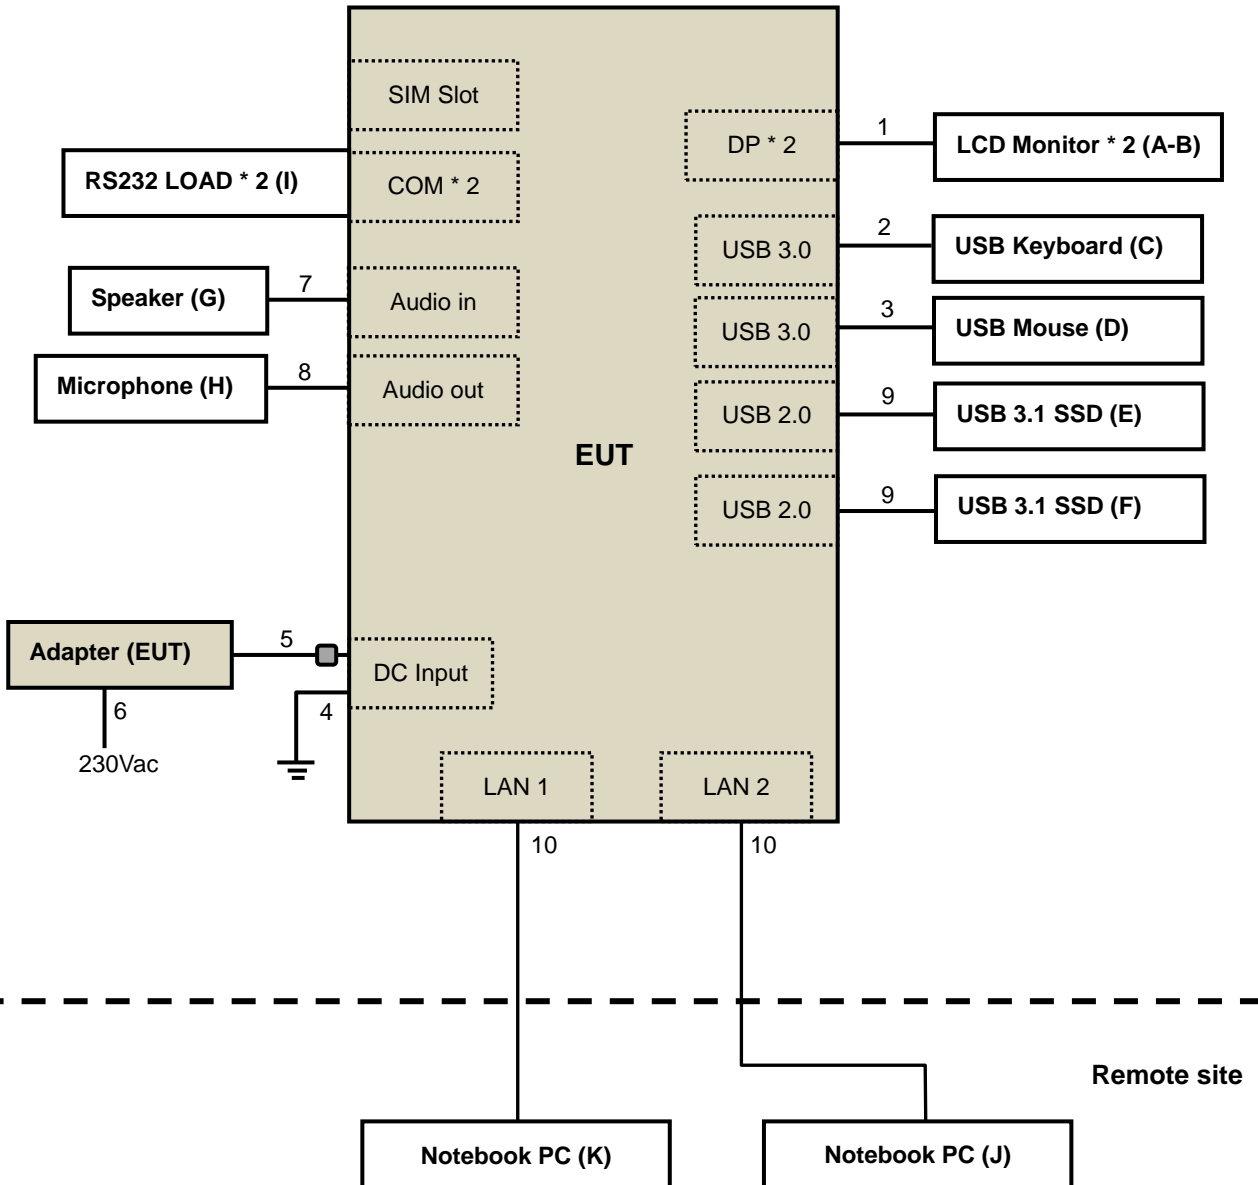 SIM Slot
DP * 2
1
LCD Monitor * 2 (A-B)
RS232 LOAD * 2 (I)
COM * 2
USB 3.0
2
USB Keyboard (C)
Speaker (G)
7
Audio in
USB 3.0
3
USB Mouse (D)
Microphone (H)
8
Audio out
USB 2.0
9
USB 3.1 SSD (E)
EUT
USB 2.0
9
USB 3.1 SSD (F)
Adapter (EUT)
5
DC Input
6
4
230Vac
LAN 1
LAN 2
10
10
Remote site
Notebook PC (K)
Notebook PC (J)